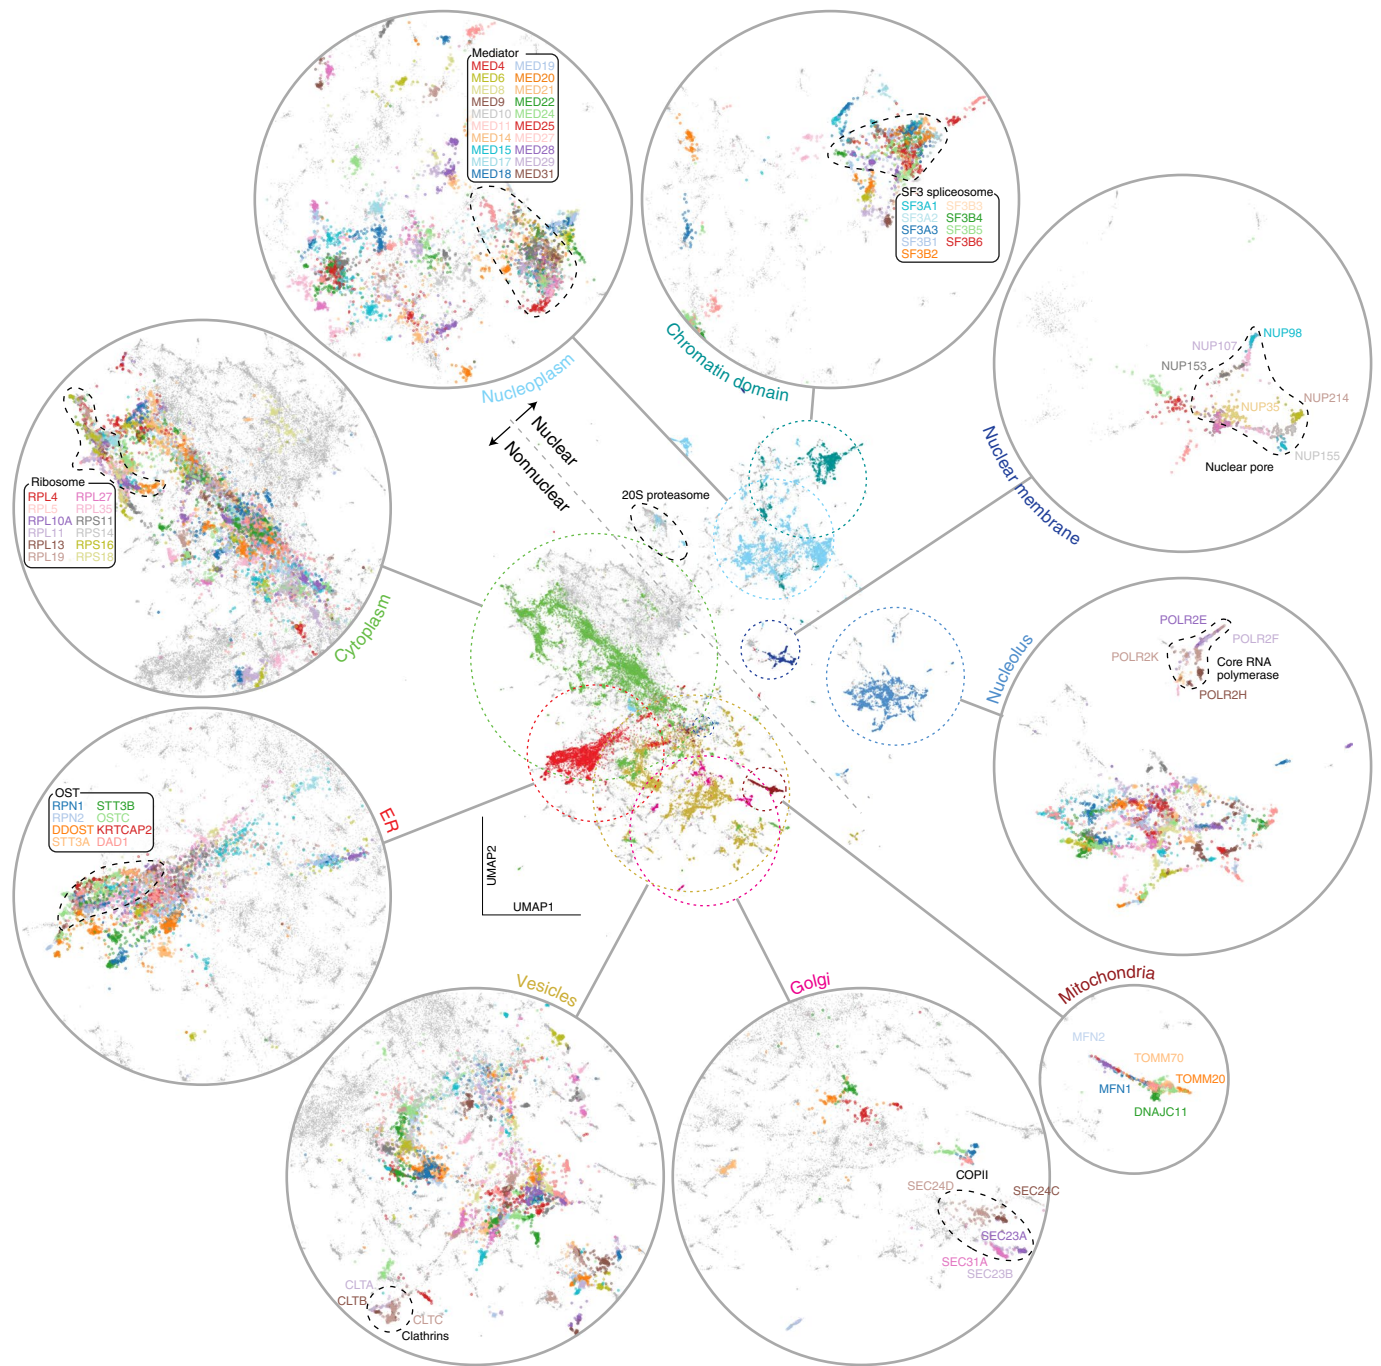 Mediator
MED4 MED19
MED6 MED20
MED8 MED21
MED9 MED22
MED10 MED24
MED11 MED25
MED14 MED27
MED15 MED28
MED17 MED29
MED18 MED31
Nucleoplasm
SF3 spliceosome
SF3A1 SF3B3
SF3A2 SF3B4
SF3A3 SF3B5
SF3B1 SF3B6
SF3B2
Chromatin domain
NUP98
NUP107
NUP153
NUP35
NUP214
NUP155
Nuclear pore
Nuclear membrane
Nuclear
Nonnuclear
20S proteasome
Ribosome
RPL4 RPL27
RPL5 RPL35
RPL10A RPS11
RPL11 RPS14
RPL13 RPS16
RPL19 RPS18
Cytoplasm
POLR2E
POLR2F
POLR2K
Core RNA
polymerase
POLR2H
Nucleolus
OST
RPN1 STT3B
RPN2 OSTC
DDOST KRTCAP2
STT3A DAD1
ER
UMAP2
UMAP1
Vesicles
CLTA
CLTB
CLTC
Clathrins
Golgi
COPII
SEC24D
SEC24C
SEC23A
SEC31A
SEC23B
Mitochondria
MFN2
TOMM70
TOMM20
MFN1
DNAJC11